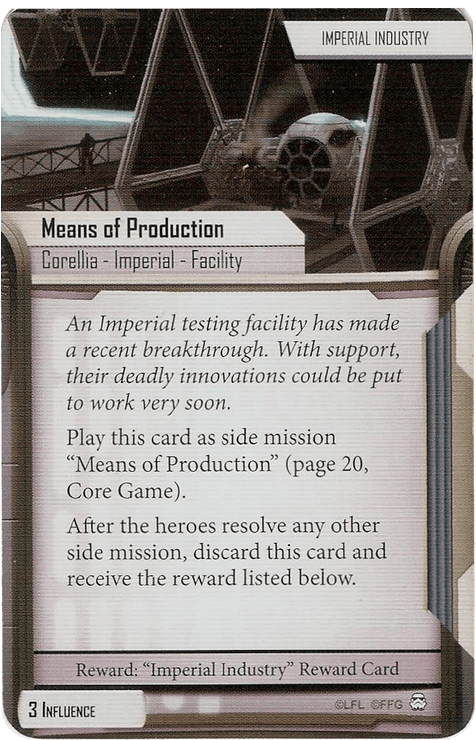 IMPERIAL INDUSTRY
Means of Production
Corellia - Imperial - Facility
An Imperial testing facility has made
a recent breakthrough. With support,
their deadly innovations could be put
to work very soon.
Play this card as side mission
“Means of Production” (page 20,
Core Game).
After the heroes resolve any other
side mission, discard this card and
receive the reward listed below.
Reward: “Imperial Industry” Reward Card
3 INFLUENCE
©LFL ©FFG